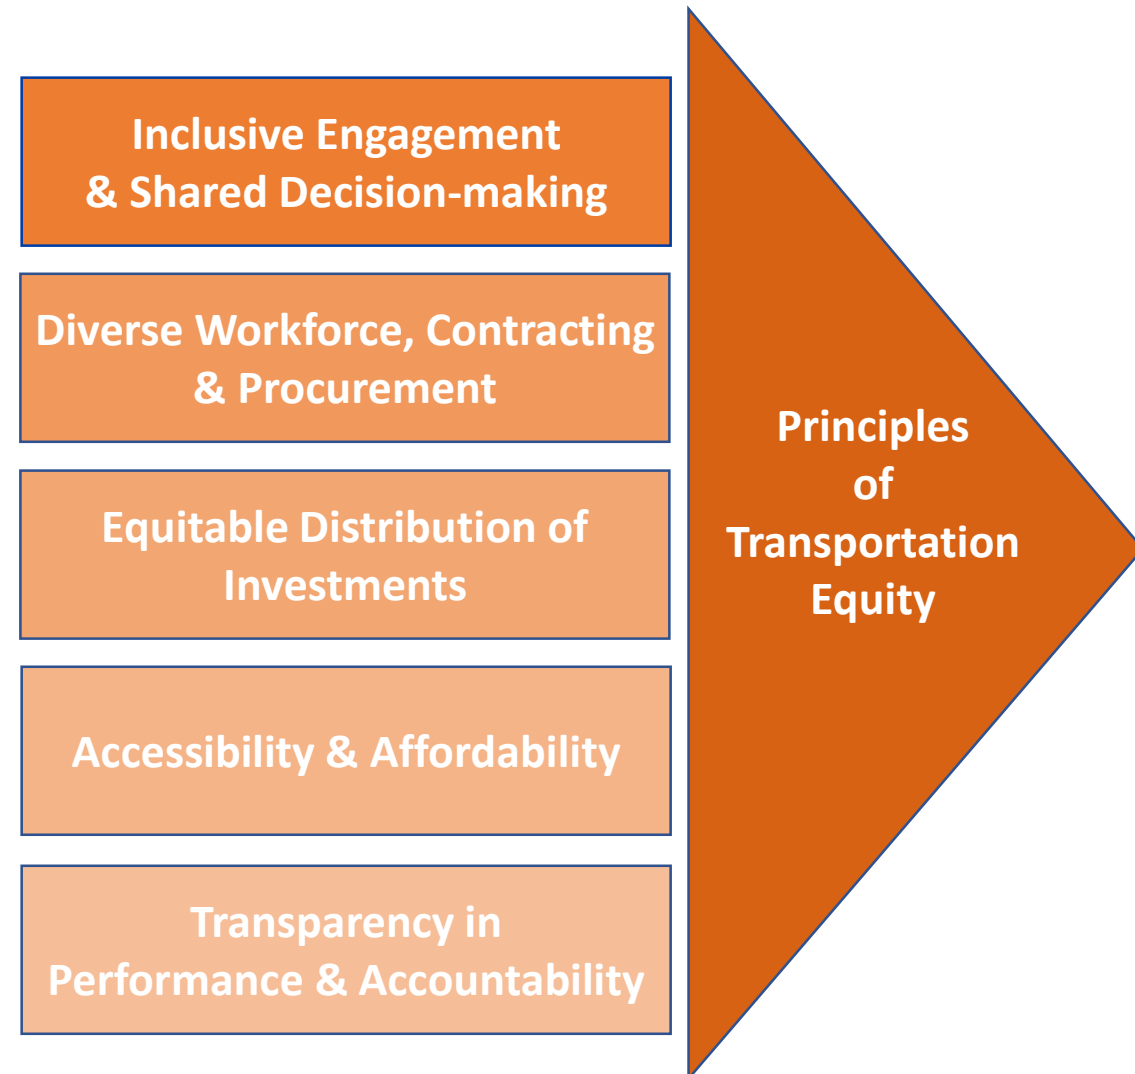 Inclusive Engagement
& Shared Decision-making
Diverse Workforce, Contracting
& Procurement
Equitable Distribution of
Investments
Accessibility & Affordability
Transparency in
Performance & Accountability
Principles
of
Transportation
Equity